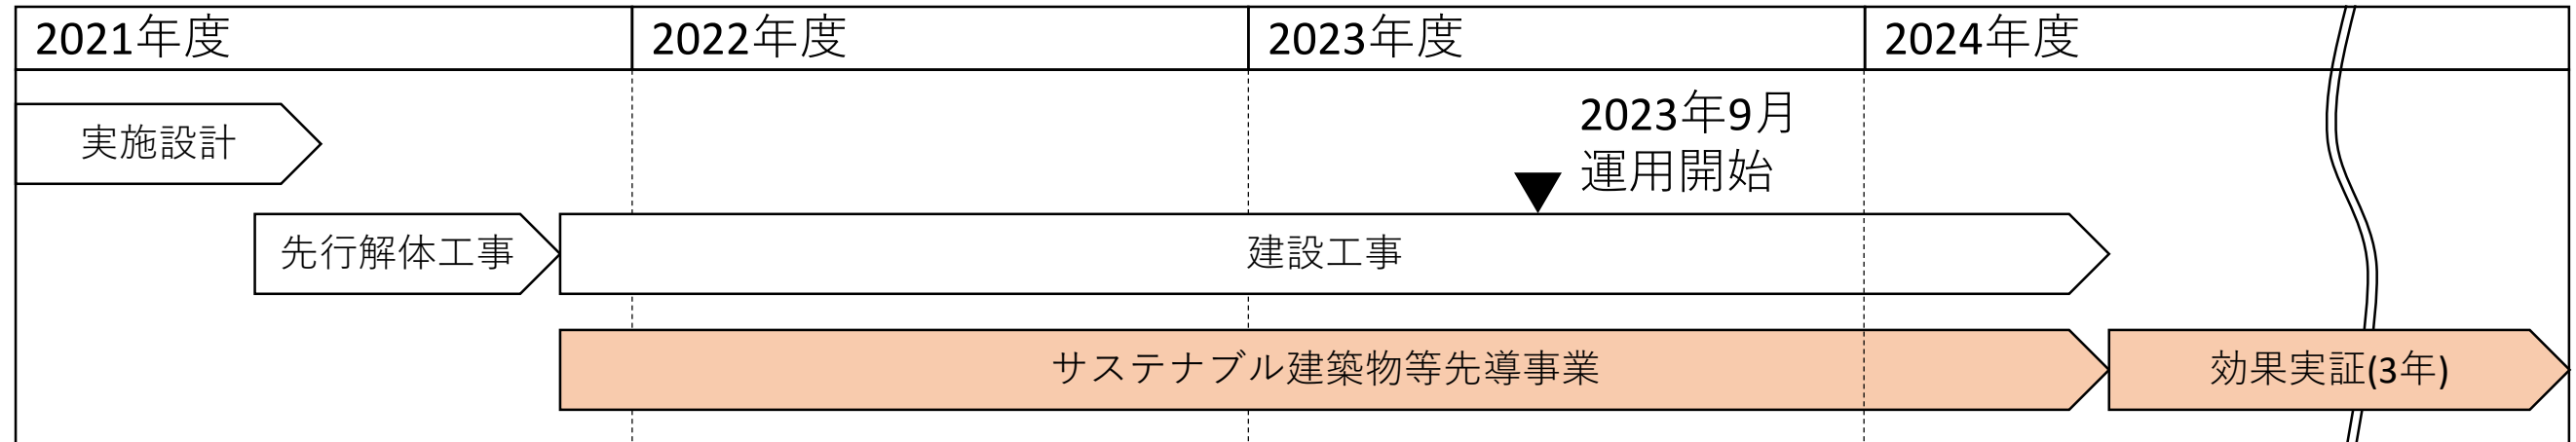 2021年度
2022年度
2023年度
2024年度
2023年9月
運用開始
実施設計
先行解体工事
建設工事
サステナブル建築物等先導事業
効果実証(3年)